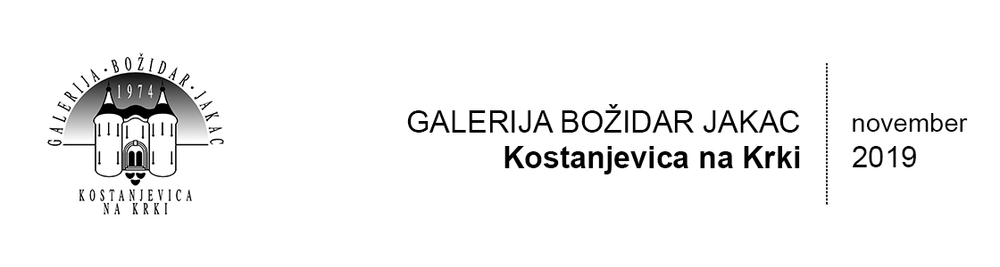 GALERIJA · BOŽIDAR · JAKAC
1974
KOSTANJEVICA
NA KRKI
GALERIJA BOŽIDAR JAKAC
Kostanjevica na Krki
november
2019